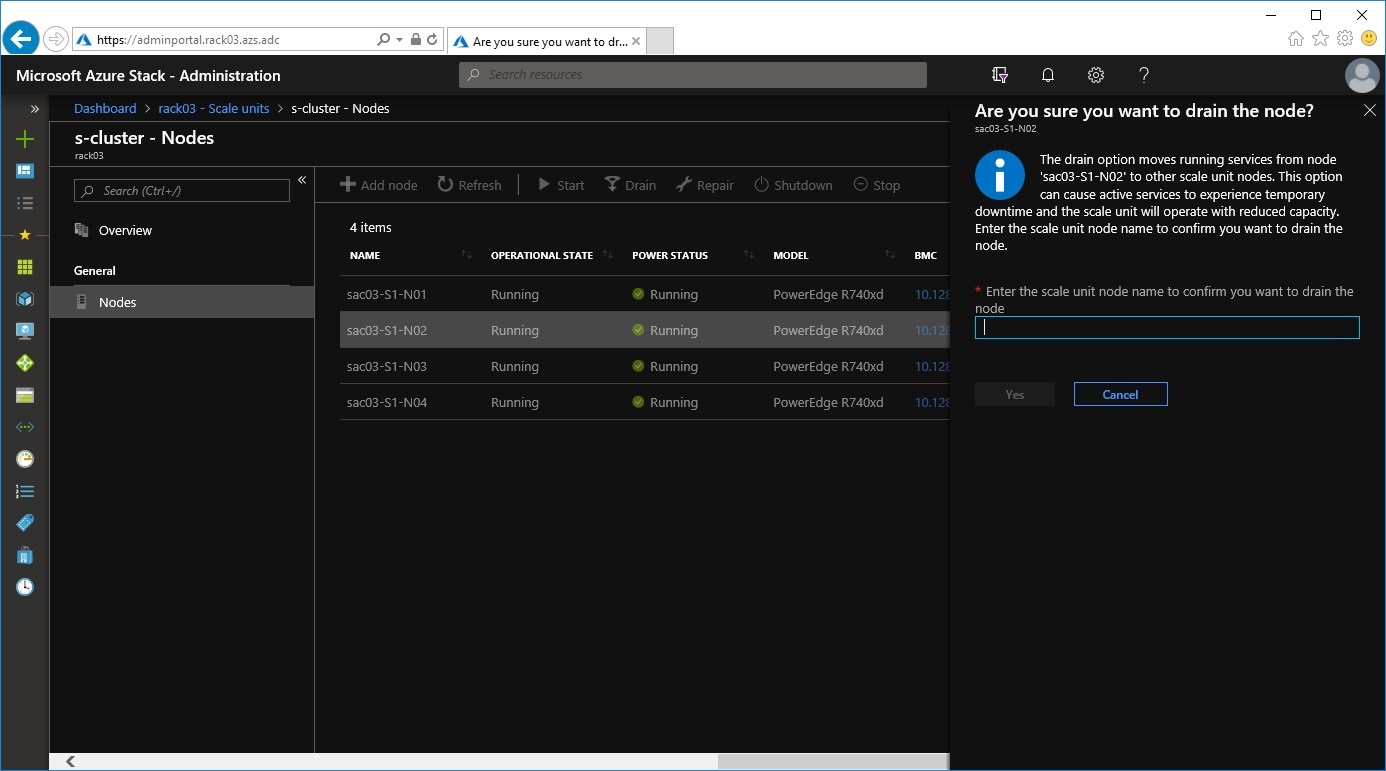 https://adminportal.rack03.azs.adc
Are you sure you want to dr...
Microsoft Azure Stack - Administration
Search resources
Dashboard > rack03 - Scale units > s-cluster - Nodes
s-cluster - Nodes
rack03
Search (Ctrl+/)
Overview
General
Nodes
Add node Refresh Start Drain Repair Shutdown Stop
4 items
NAME OPERATIONAL STATE POWER STATUS MODEL BMC
sac03-S1-N01 Running Running PowerEdge R740xd 10.128
sac03-S1-N02 Running Running PowerEdge R740xd 10.128
sac03-S1-N03 Running Running PowerEdge R740xd 10.128
sac03-S1-N04 Running Running PowerEdge R740xd 10.128
Are you sure you want to drain the node?
sac03-S1-N02
The drain option moves running services from node
'sac03-S1-N02' to other scale unit nodes. This option
can cause active services to experience temporary
downtime and the scale unit will operate with reduced capacity.
Enter the scale unit node name to confirm you want to drain the
node.
* Enter the scale unit node name to confirm you want to drain the
node
Yes Cancel